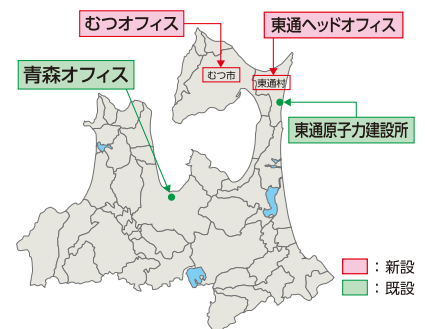 むつオフィス
東通ヘッドオフィス
青森オフィス
むつ市
東通村
東通原子力建設所
：新設
：既設